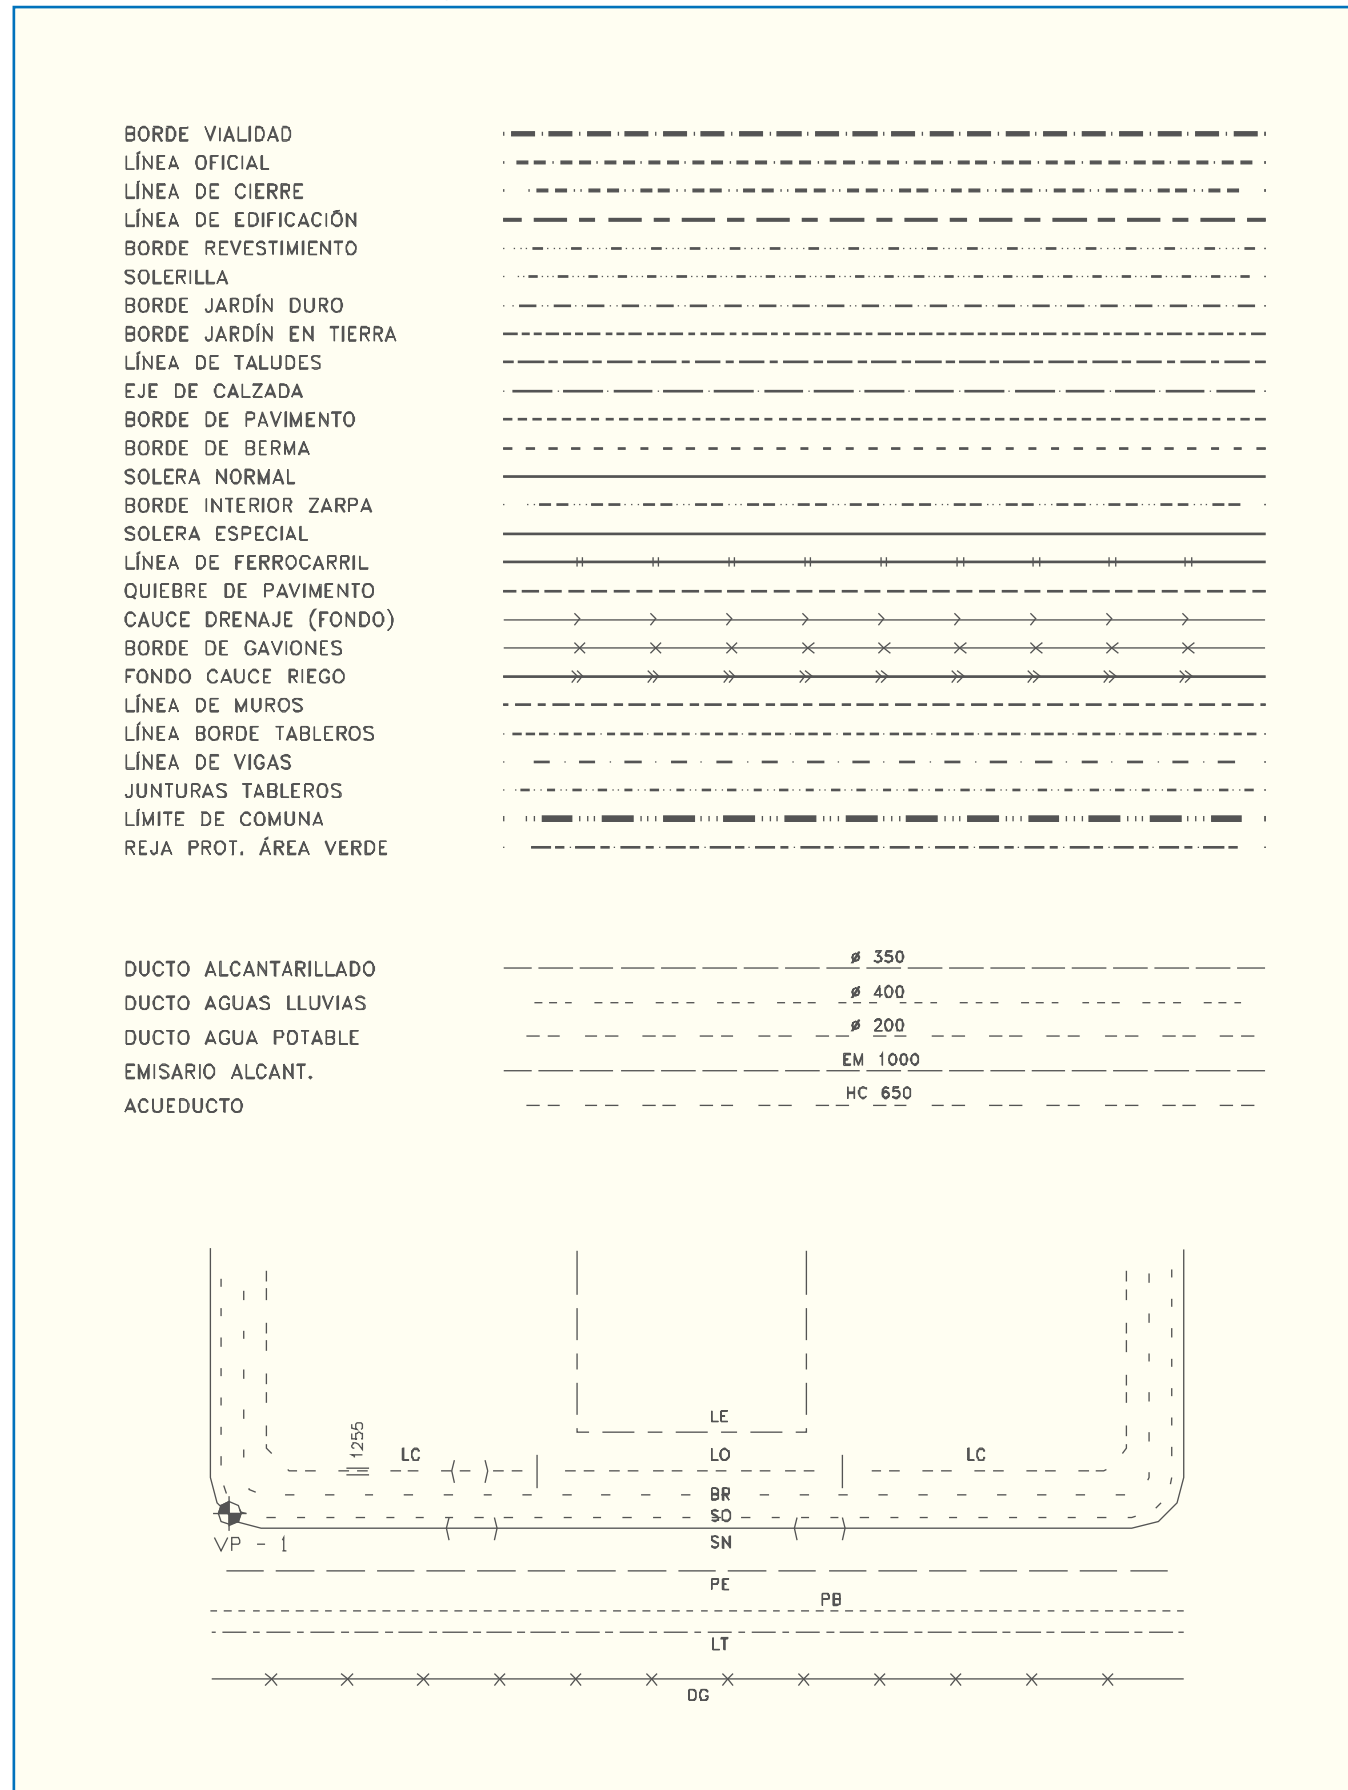 BORDE VIALIDAD
LÍNEA OFICIAL
LÍNEA DE CIERRE
LÍNEA DE EDIFICACIÓN
BORDE REVESTIMIENTO
SOLERILLA
BORDE JARDÍN DURO
BORDE JARDÍN EN TIERRA
LÍNEA DE TALUDES
EJE DE CALZADA
BORDE DE PAVIMENTO
BORDE DE BERMA
SOLERA NORMAL
BORDE INTERIOR ZARPA
SOLERA ESPECIAL
LÍNEA DE FERROCARRIL
QUIEBRE DE PAVIMENTO
CAUCE DRENAJE (FONDO)
BORDE DE GAVIONES
FONDO CAUCE RIEGO
LÍNEA DE MUROS
LÍNEA BORDE TABLEROS
LÍNEA DE VIGAS
JUNTURAS TABLEROS
LÍMITE DE COMUNA
REJA PROT. ÁREA VERDE
DUCTO ALCANTARILLADO ø 350
DUCTO AGUAS LLUVIAS ø 400
DUCTO AGUA POTABLE ø 200
EMISARIO ALCANT. EM 1000
ACUEDUCTO HC 650
LE
1255
LC LO LC
BR
SO
VP - 1
SN
PE
PB
LT
DG